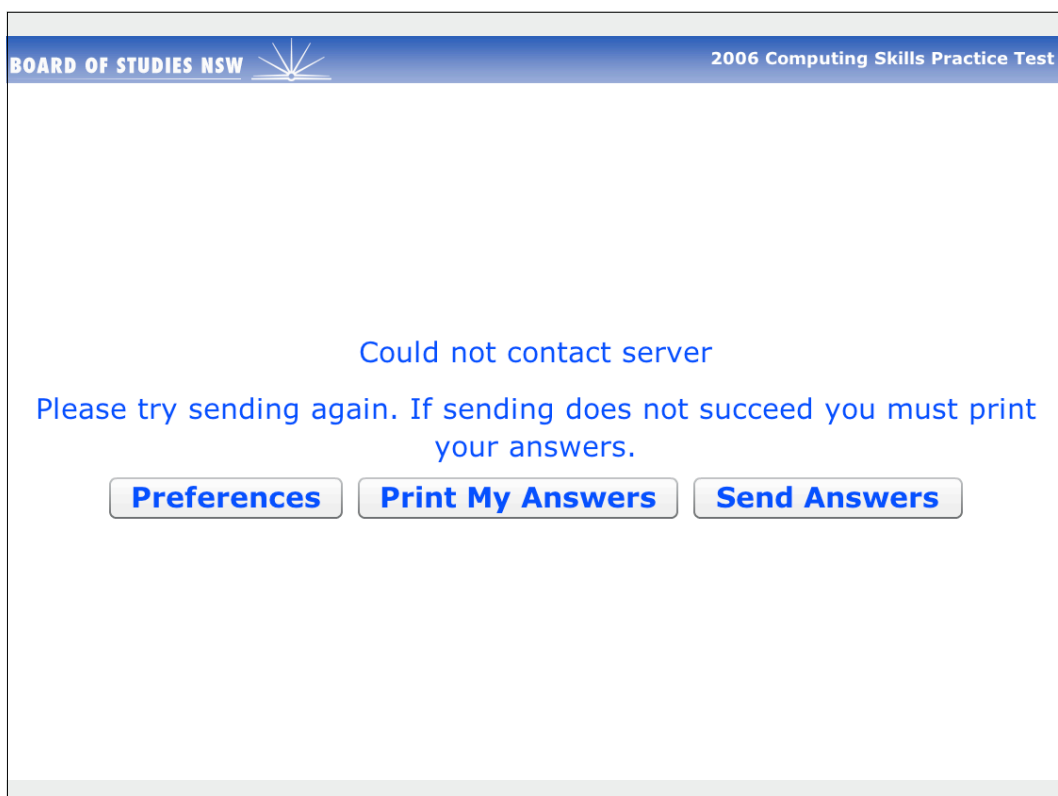 BOARD OF STUDIES NSW
2006 Computing Skills Practice Test
Could not contact server
Please try sending again. If sending does not succeed you must print
your answers.
Preferences
Print My Answers
Send Answers